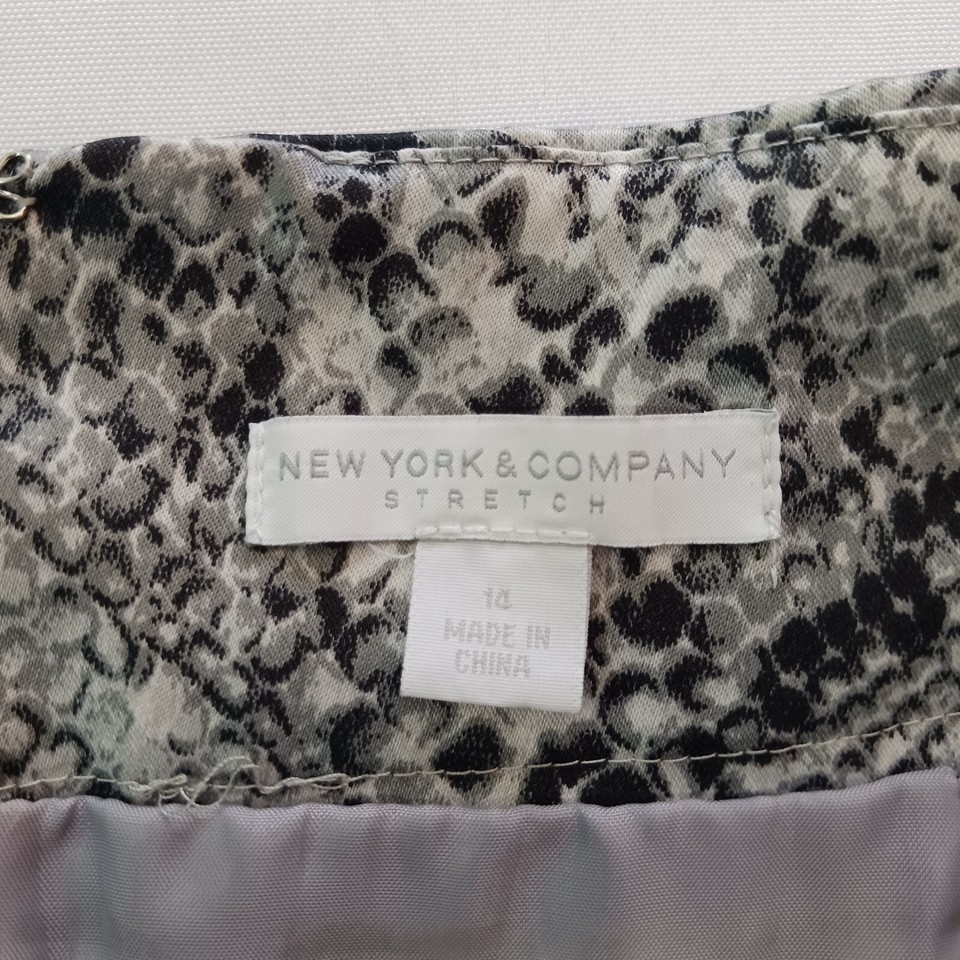 NEW YORK & COMPANY
STRETCH
14
MADE IN
CHINA